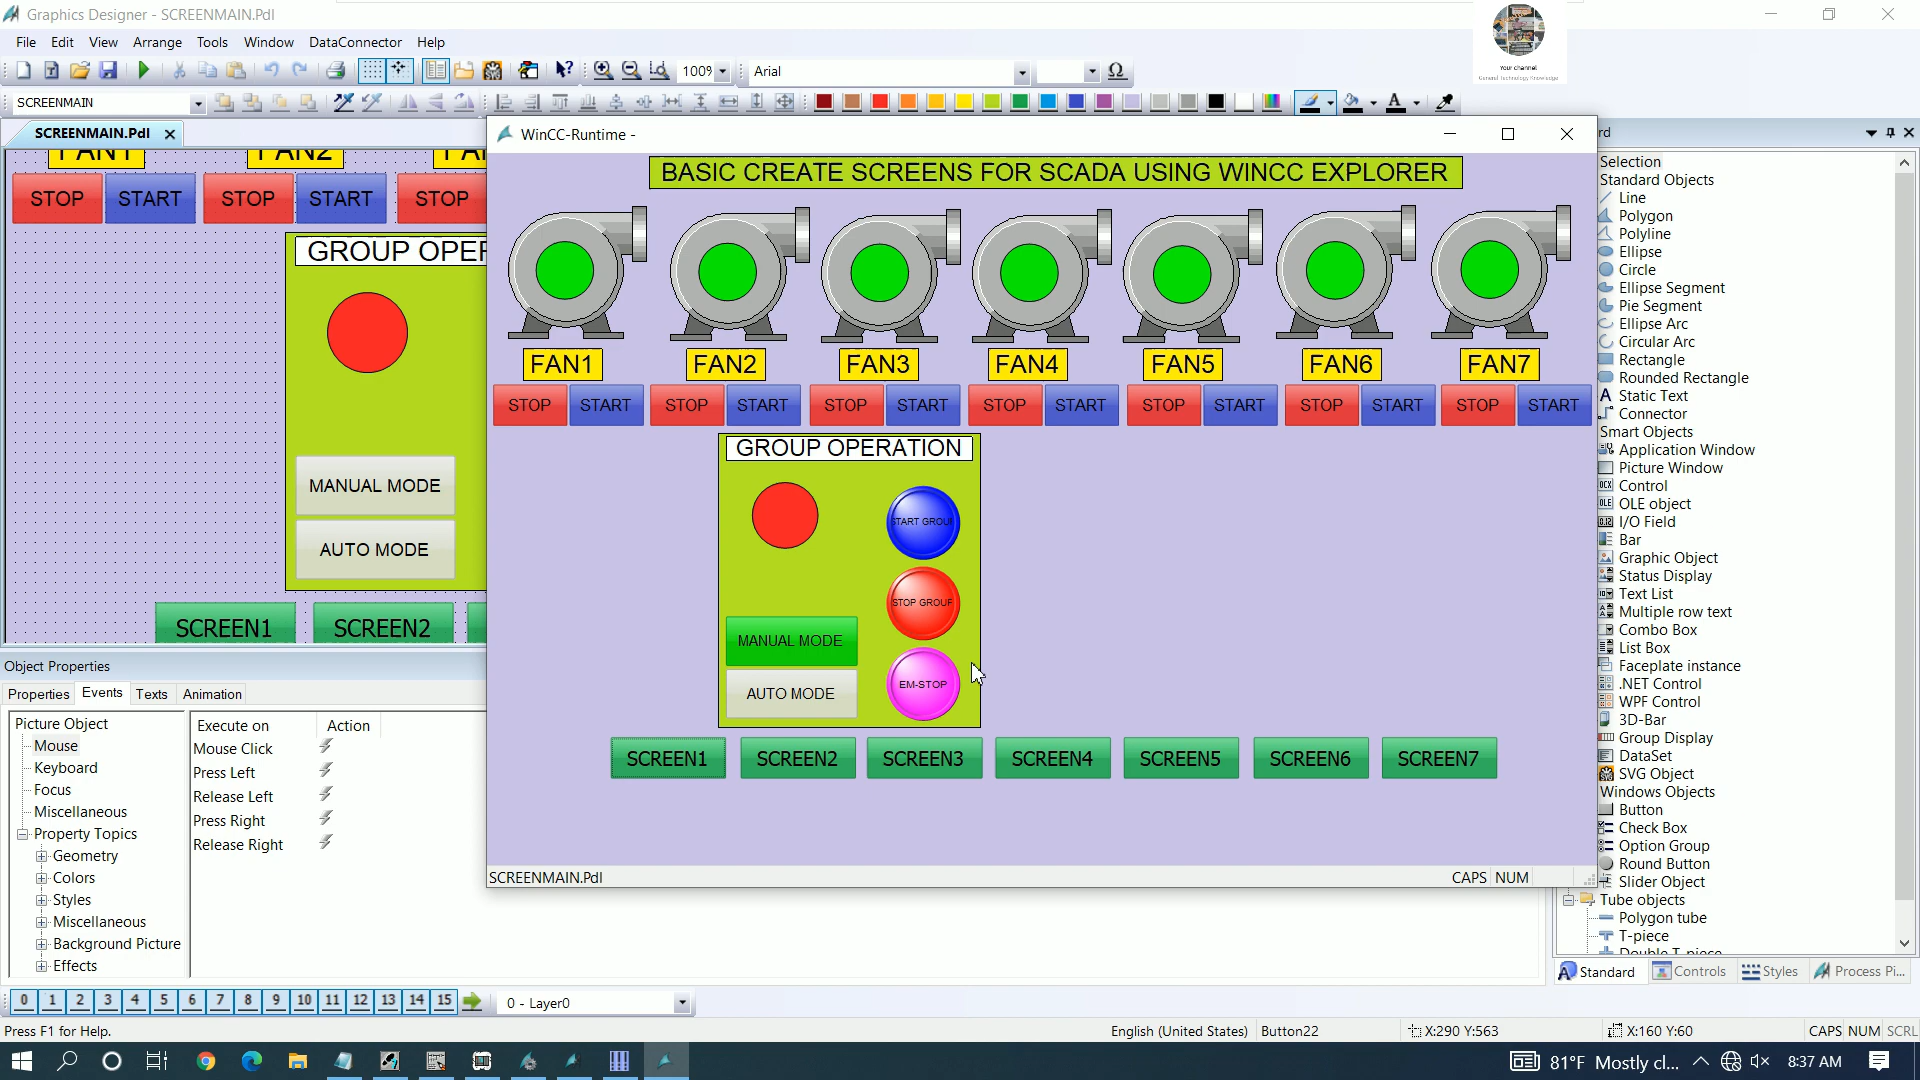 Graphics Designer - SCREENMAIN.Pdl
Your channel
General Technology Knowledge
File Edit View Arrange Tools Window DataConnector Help
100% Arial Ω
SCREENMAIN A
SCREENMAIN.Pdl
FAN1 FAN2
STOP START STOP START STOP
GROUP OPER
MANUAL MODE
AUTO MODE
SCREEN1 SCREEN2
WinCC-Runtime -
BASIC CREATE SCREENS FOR SCADA USING WINCC EXPLORER
FAN1 FAN2 FAN3 FAN4 FAN5 FAN6 FAN7
STOP START STOP START STOP START STOP START STOP START STOP START STOP START
GROUP OPERATION
START GROUP
STOP GROUP
MANUAL MODE
EM-STOP
AUTO MODE
SCREEN1 SCREEN2 SCREEN3 SCREEN4 SCREEN5 SCREEN6 SCREEN7
SCREENMAIN.Pdl CAPS NUM
rd
Selection
Standard Objects
Line
Polygon
Polyline
Ellipse
Circle
Ellipse Segment
Pie Segment
Ellipse Arc
Circular Arc
Rectangle
Rounded Rectangle
A Static Text
Connector
Smart Objects
Application Window
Picture Window
OCX Control
OLE OLE object
I/O Field
Bar
Graphic Object
Status Display
Text List
Multiple row text
Combo Box
List Box
Faceplate instance
.NET Control
WPF Control
3D-Bar
Group Display
DataSet
SVG Object
Windows Objects
Button
Check Box
Option Group
Round Button
Slider Object
Tube objects
Polygon tube
T-piece
Double T-piece
Standard Controls Styles Process Pi...
Object Properties
Properties Events Texts Animation
Picture Object
Mouse
Keyboard
Focus
Miscellaneous
Property Topics
Geometry
Colors
Styles
Miscellaneous
Background Picture
Effects
Execute on Action
Mouse Click
Press Left
Release Left
Press Right
Release Right
0 1 2 3 4 5 6 7 8 9 10 11 12 13 14 15 0 - Layer0
Press F1 for Help. English (United States) Button22 X:290 Y:563 X:160 Y:60 CAPS NUM SCRL
81°F Mostly cl... 8:37 AM